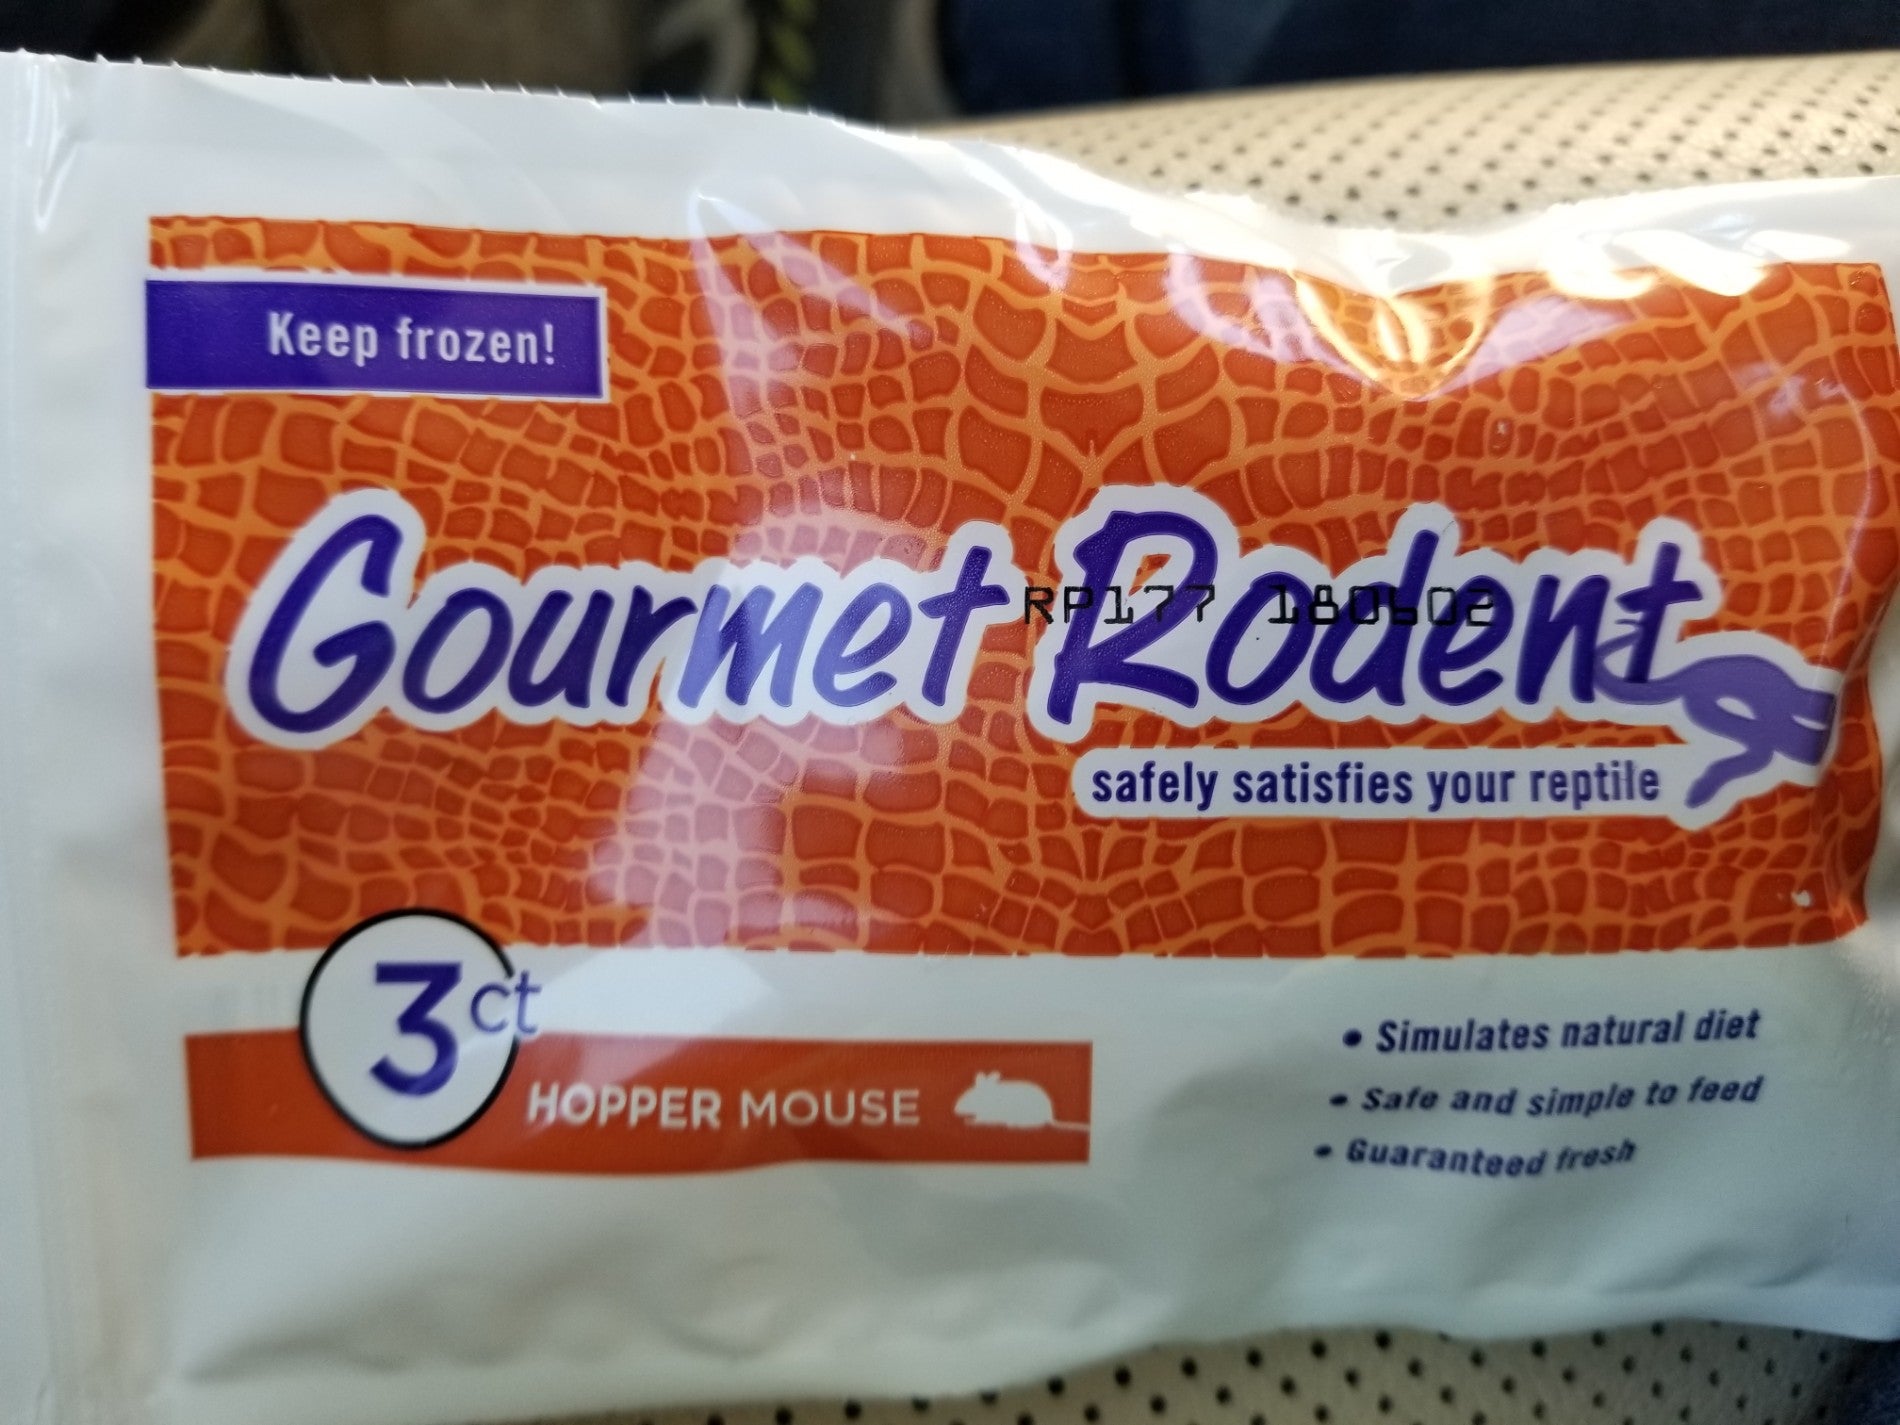 Keep frozen!
Gourmet Rodent
RP177 180602
safely satisfies your reptile
3ct
HOPPER MOUSE
• Simulates natural diet
• Safe and simple to feed
• Guaranteed fresh